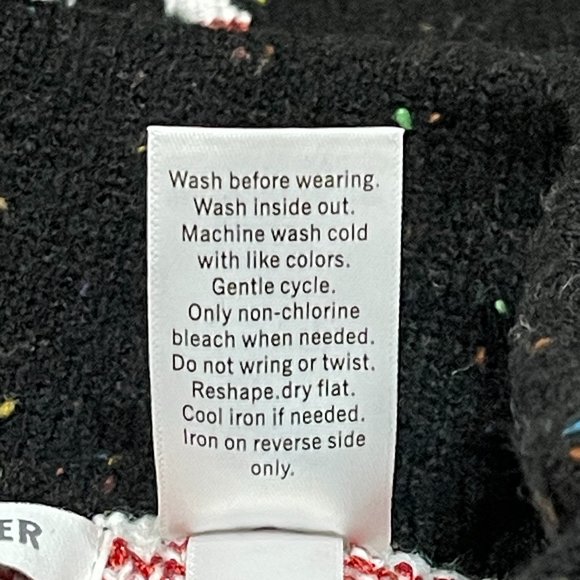 Wash before wearing.
Wash inside out.
Machine wash cold
with like colors.
Gentle cycle.
Only non-chlorine
bleach when needed.
Do not wring or twist.
Reshape.dry flat.
Cool iron if needed.
Iron on reverse side
only.
ER